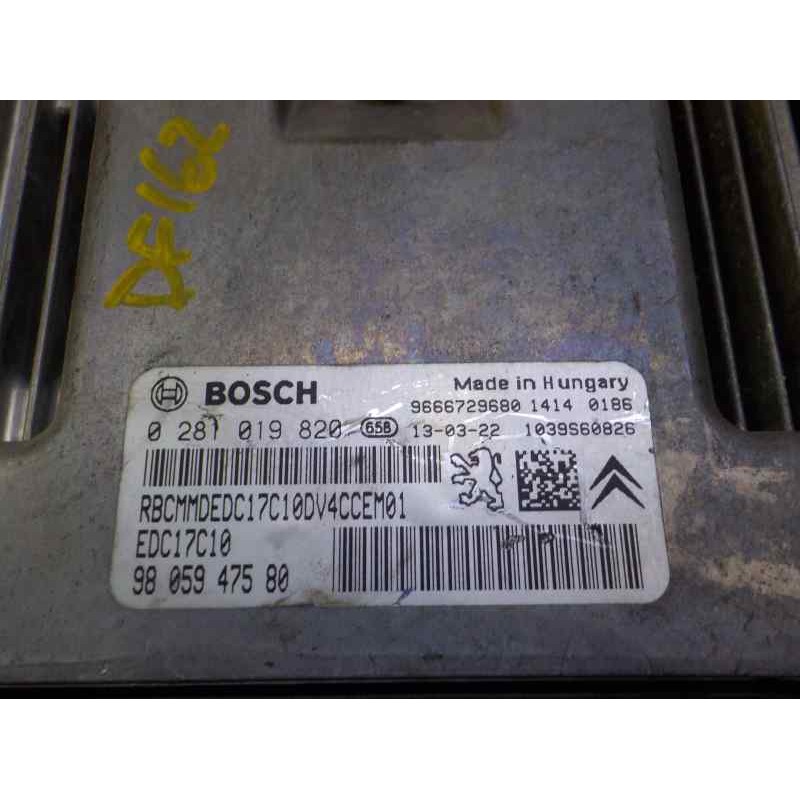 DF162
BOSCH
Made in Hungary
9666729680 1414 0186
0 281 019 820 658 13-03-22 1039S60826
RBCMMDEDC17C10DV4CCEM01
EDC17C10
98 059 475 80